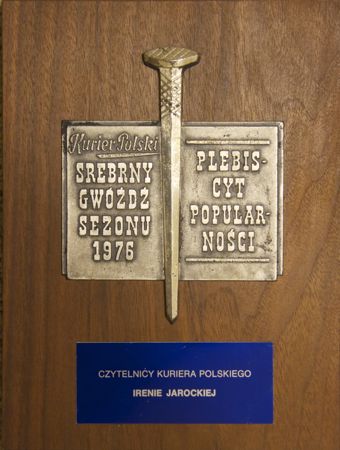 Kurier Polski
SREBRNY
GWÓŹDŹ
SEZONU
1976
PLEBIS-
CYT
POPULAR-
NOŚCI
CZYTELNICY KURIERA POLSKIEGO
IRENIE JAROCKIEJ